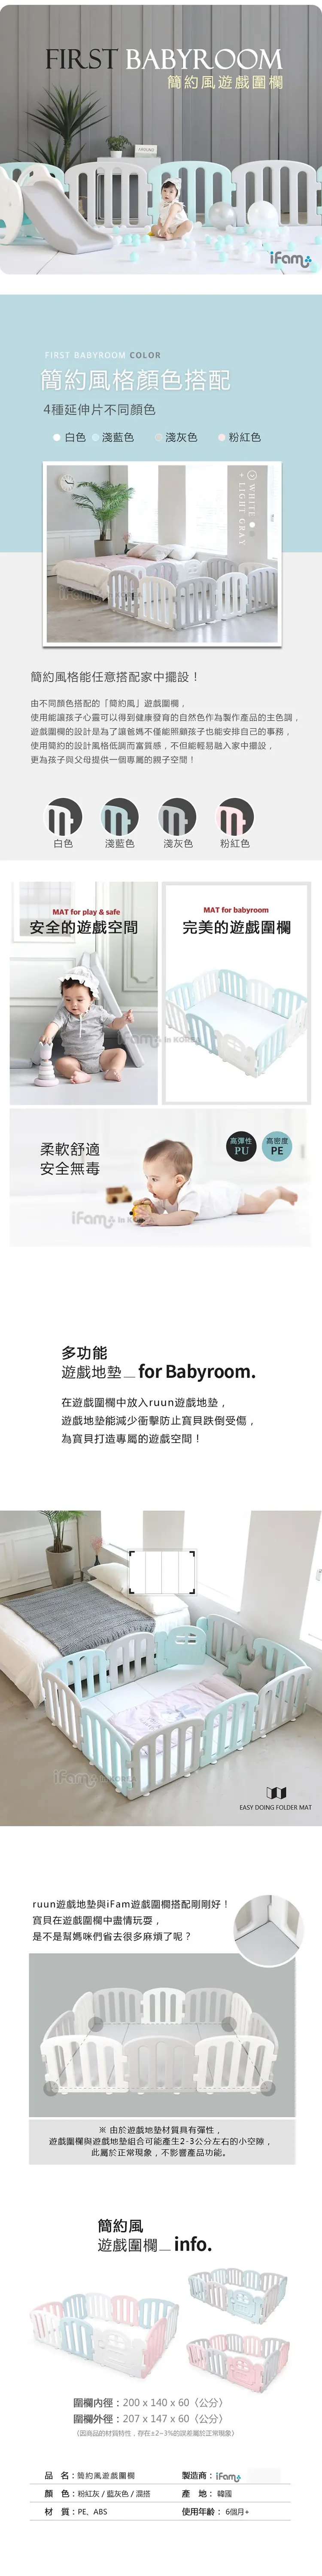 FIRST BABYROOM
簡約風遊戲圍欄
iFam
FIRST BABYROOM COLOR
簡約風格顏色搭配
4種延伸片不同顏色
白色 淺藍色 淺灰色 粉紅色
WHITE
+ LIGHT GRAY
iFam
簡約風格能任意搭配家中擺設！
由不同顏色搭配的「簡約風」遊戲圍欄，
使用能讓孩子心靈可以得到健康發育的自然色作為製作產品的主色調，
遊戲圍欄的設計是為了讓爸媽不僅能照顧孩子也能安排自己的事務，
使用簡約的設計風格低調而富質感，不但能輕易融入家中擺設，
更為孩子與父母提供一個專屬的親子空間！
白色 淺藍色 淺灰色 粉紅色
MAT for play & safe
安全的遊戲空間
MAT for babyroom
完美的遊戲圍欄
iFam in KOREA
柔軟舒適
安全無毒
高彈性
PU
高密度
PE
iFam in K
多功能
遊戲地墊 for Babyroom.
在遊戲圍欄中放入ruun遊戲地墊，
遊戲地墊能減少衝擊防止寶貝跌倒受傷，
為寶貝打造專屬的遊戲空間！
iFam in KOREA
EASY DOING FOLDER MAT
ruun遊戲地墊與iFam遊戲圍欄搭配剛剛好！
寶貝在遊戲圍欄中盡情玩耍，
是不是幫媽咪們省去很多麻煩了呢？
※ 由於遊戲地墊材質具有彈性，
遊戲圍欄與遊戲地墊組合可能產生2-3公分左右的小空隙，
此屬於正常現象，不影響產品功能。
簡約風
遊戲圍欄 info.
圍欄內徑：200 x 140 x 60（公分）
圍欄外徑：207 x 147 x 60（公分）
（因商品的材質特性，存在±2~3%的誤差屬於正常現象）
品　名：簡約風遊戲圍欄
製造商：iFam
顏　色：粉紅灰 / 藍灰色 / 混搭
產　地：韓國
材　質：PE、ABS
使用年齡：6個月+